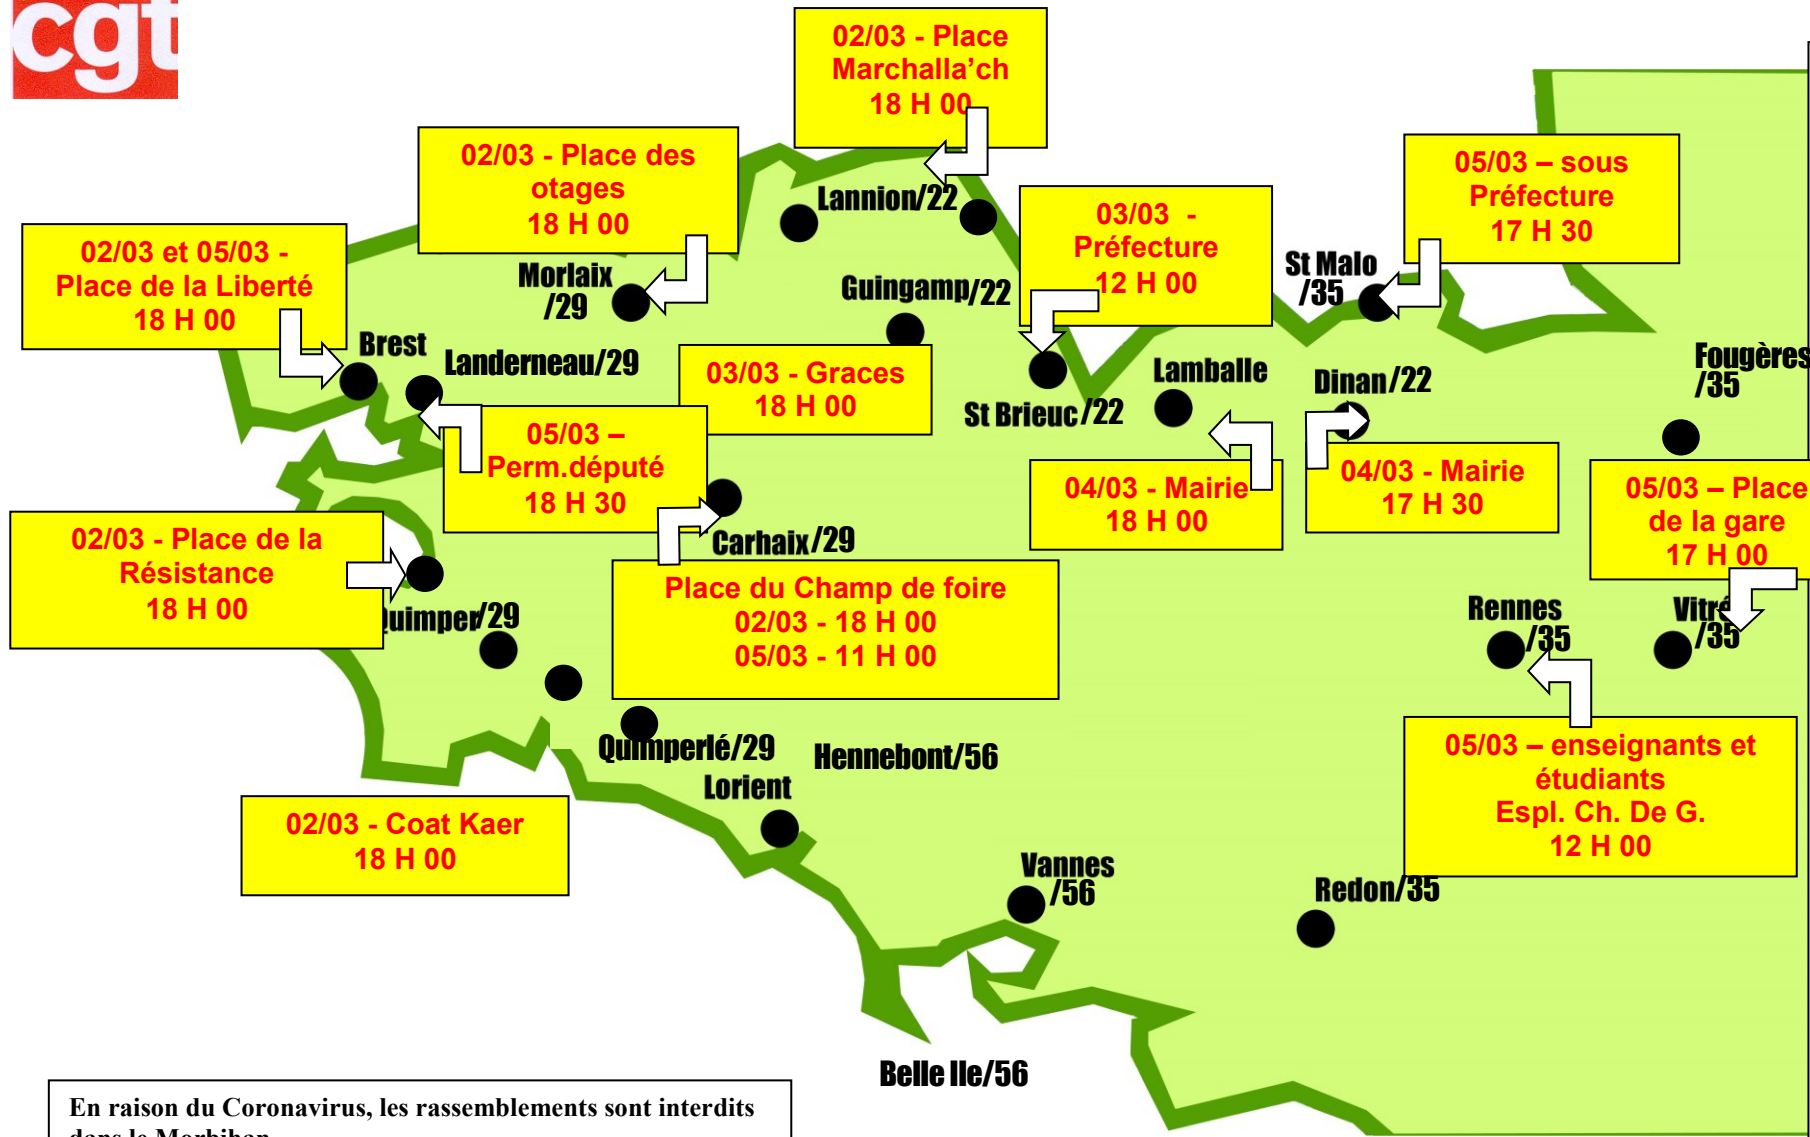 cgt
02/03 - Place
Marchalla’ch
18 H 00
02/03 - Place des
otages
18 H 00
05/03 – sous
Préfecture
17 H 30
02/03 et 05/03 -
Place de la Liberté
18 H 00
Lannion/22
03/03 -
Préfecture
12 H 00
Morlaix
/29
Guingamp/22
St Malo
/35
Brest
Landerneau/29
03/03 - Graces
18 H 00
St Brieuc/22
Lamballe
Dinan/22
Fougères
/35
05/03 –
Perm.député
18 H 30
04/03 - Mairie
18 H 00
04/03 - Mairie
17 H 30
05/03 – Place
de la gare
17 H 00
02/03 - Place de la
Résistance
18 H 00
Carhaix/29
Place du Champ de foire
02/03 - 18 H 00
05/03 - 11 H 00
Quimper/29
Rennes
/35
Vitré
/35
Quimperlé/29
Hennebont/56
Lorient
05/03 – enseignants et
étudiants
Espl. Ch. De G.
12 H 00
02/03 - Coat Kaer
18 H 00
Vannes
/56
Redon/35
Belle Ile/56
En raison du Coronavirus, les rassemblements sont interdits
dans le Morbihan